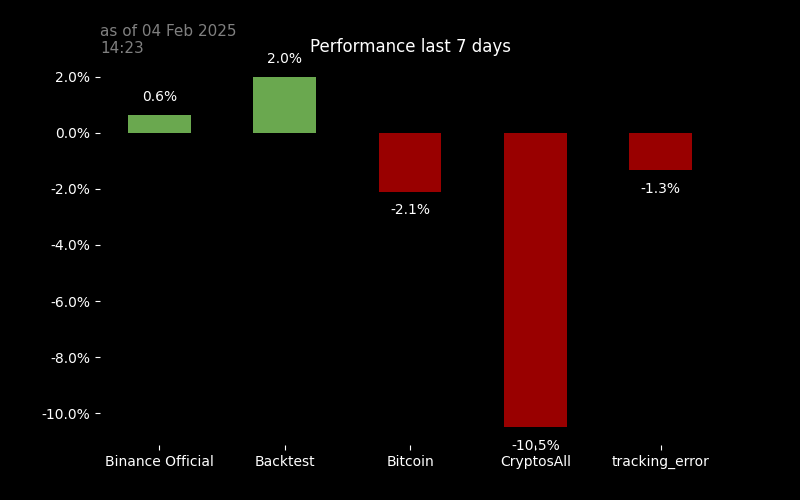 as of 04 Feb 2025
14:23
Performance last 7 days
2.0%
0.6%
2.0%
0.0%
-2.0%
-2.1%
-1.3%
-4.0%
-6.0%
-8.0%
-10.0%
-10.5%
Binance Official
Backtest
Bitcoin
CryptosAll
tracking_error